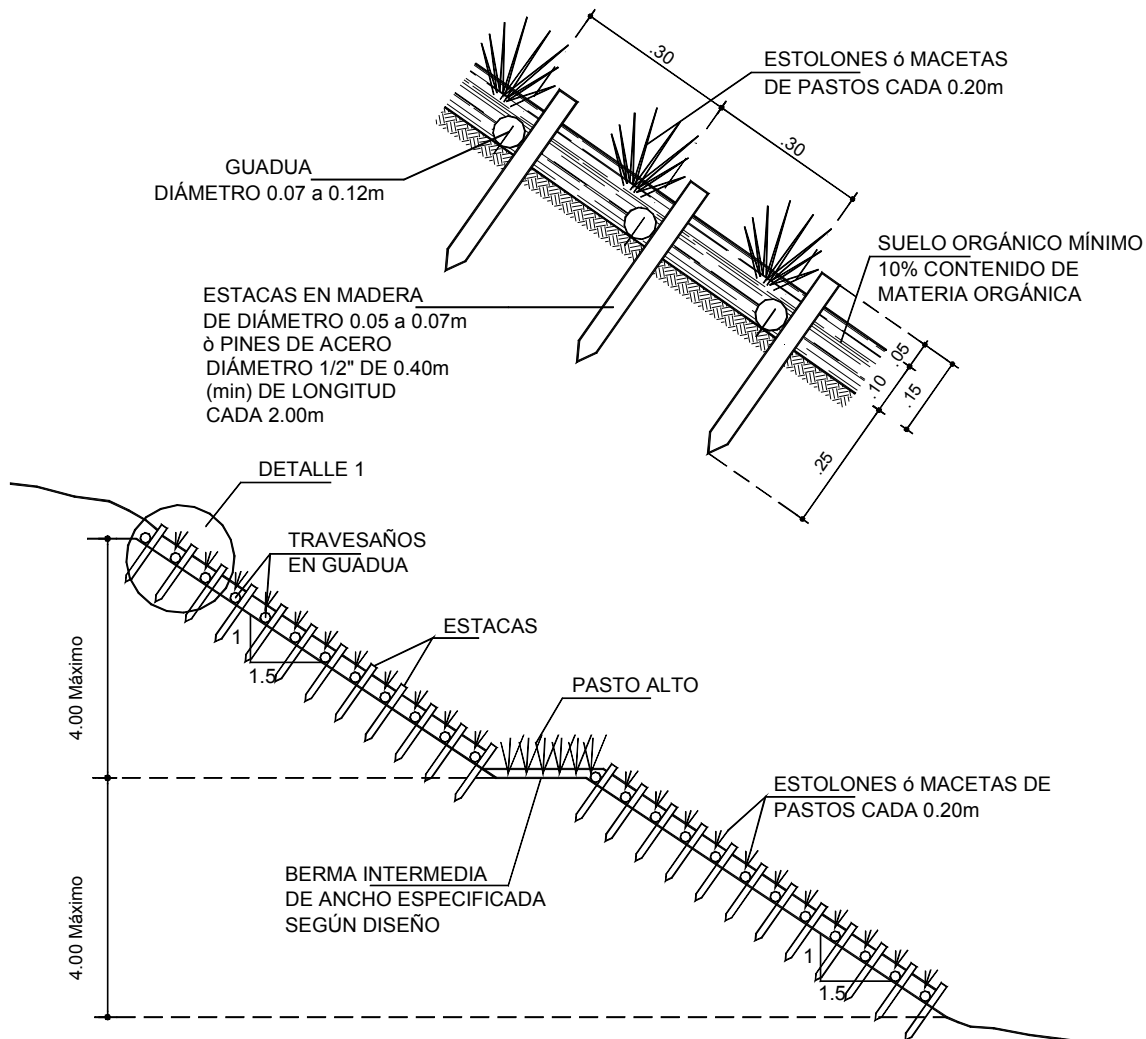 .30
ESTOLONES ó MACETAS
DE PASTOS CADA 0.20m
.30
GUADUA
DIÁMETRO 0.07 a 0.12m
SUELO ORGÁNICO MÍNIMO
10% CONTENIDO DE
MATERIA ORGÁNICA
ESTACAS EN MADERA
DE DIÁMETRO 0.05 a 0.07m
ò PINES DE ACERO
DIÁMETRO 1/2" DE 0.40m
(min) DE LONGITUD
CADA 2.00m
.05
.10
.15
.25
DETALLE 1
TRAVESAÑOS
EN GUADUA
1
1.5
ESTACAS
4.00 Máximo
PASTO ALTO
ESTOLONES ó MACETAS DE
PASTOS CADA 0.20m
BERMA INTERMEDIA
DE ANCHO ESPECIFICADA
SEGÚN DISEÑO
4.00 Máximo
1
1.5